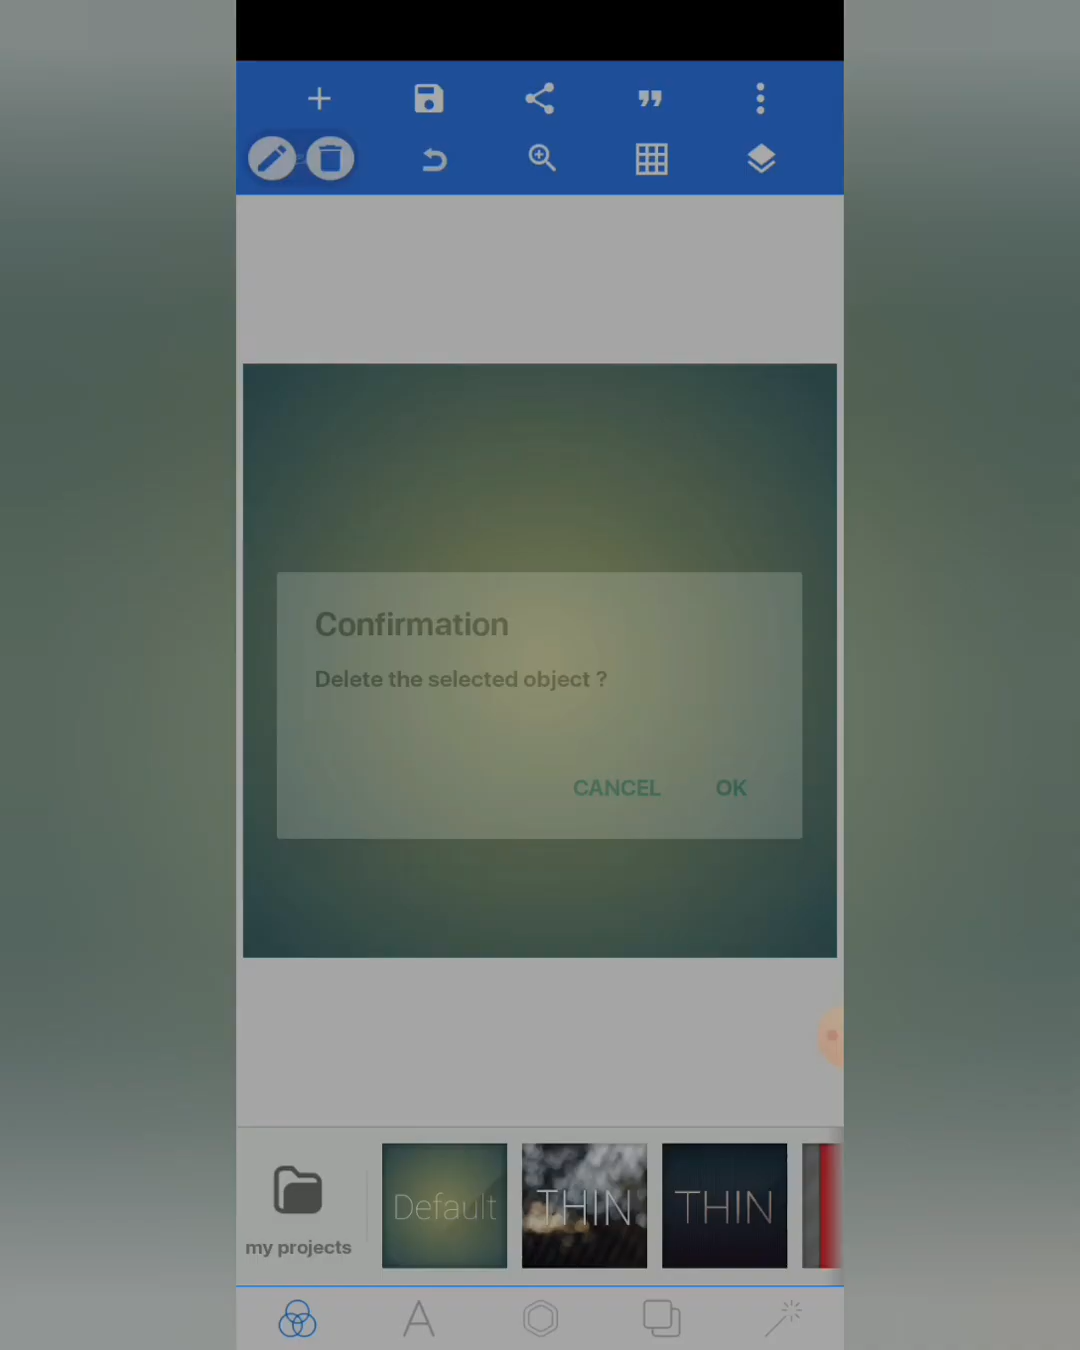 Confirmation
Delete the selected object ?
CANCEL OK
my projects
Default
THIN
THIN